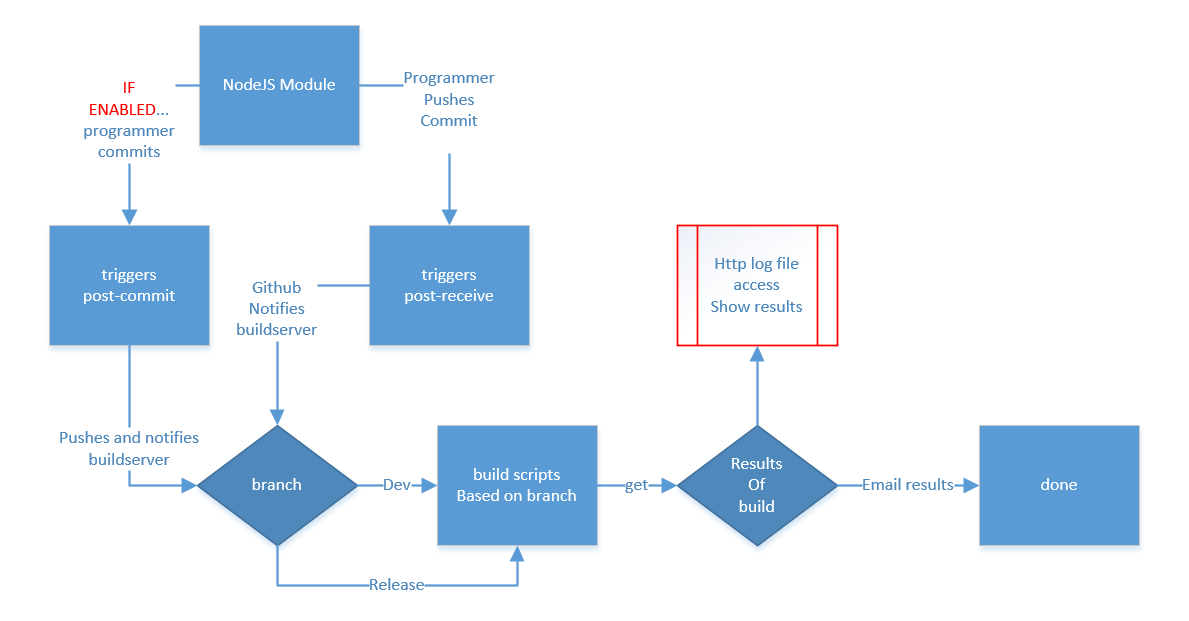 NodeJS Module
IF
ENABLED...
programmer
commits
Programmer
Pushes
Commit
triggers
post-commit
triggers
post-receive
Github
Notifies
buildserver
Http log file
access
Show results
Pushes and notifies
buildserver
branch
Dev
build scripts
Based on branch
get
Results
Of
build
Email results
done
Release